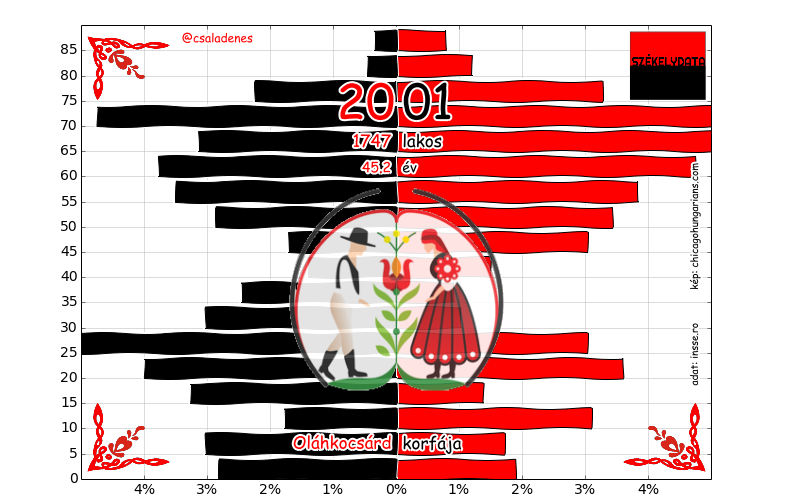 @csaladenes
SZÉKELYDATA
2001
1747 lakos
45.2 év
kép: chicagohungarians.com
adat: insse.ro
Oláhkocsárd korfája
85
80
75
70
65
60
55
50
45
40
35
30
25
20
15
10
5
0
4% 3% 2% 1% 0% 1% 2% 3% 4%